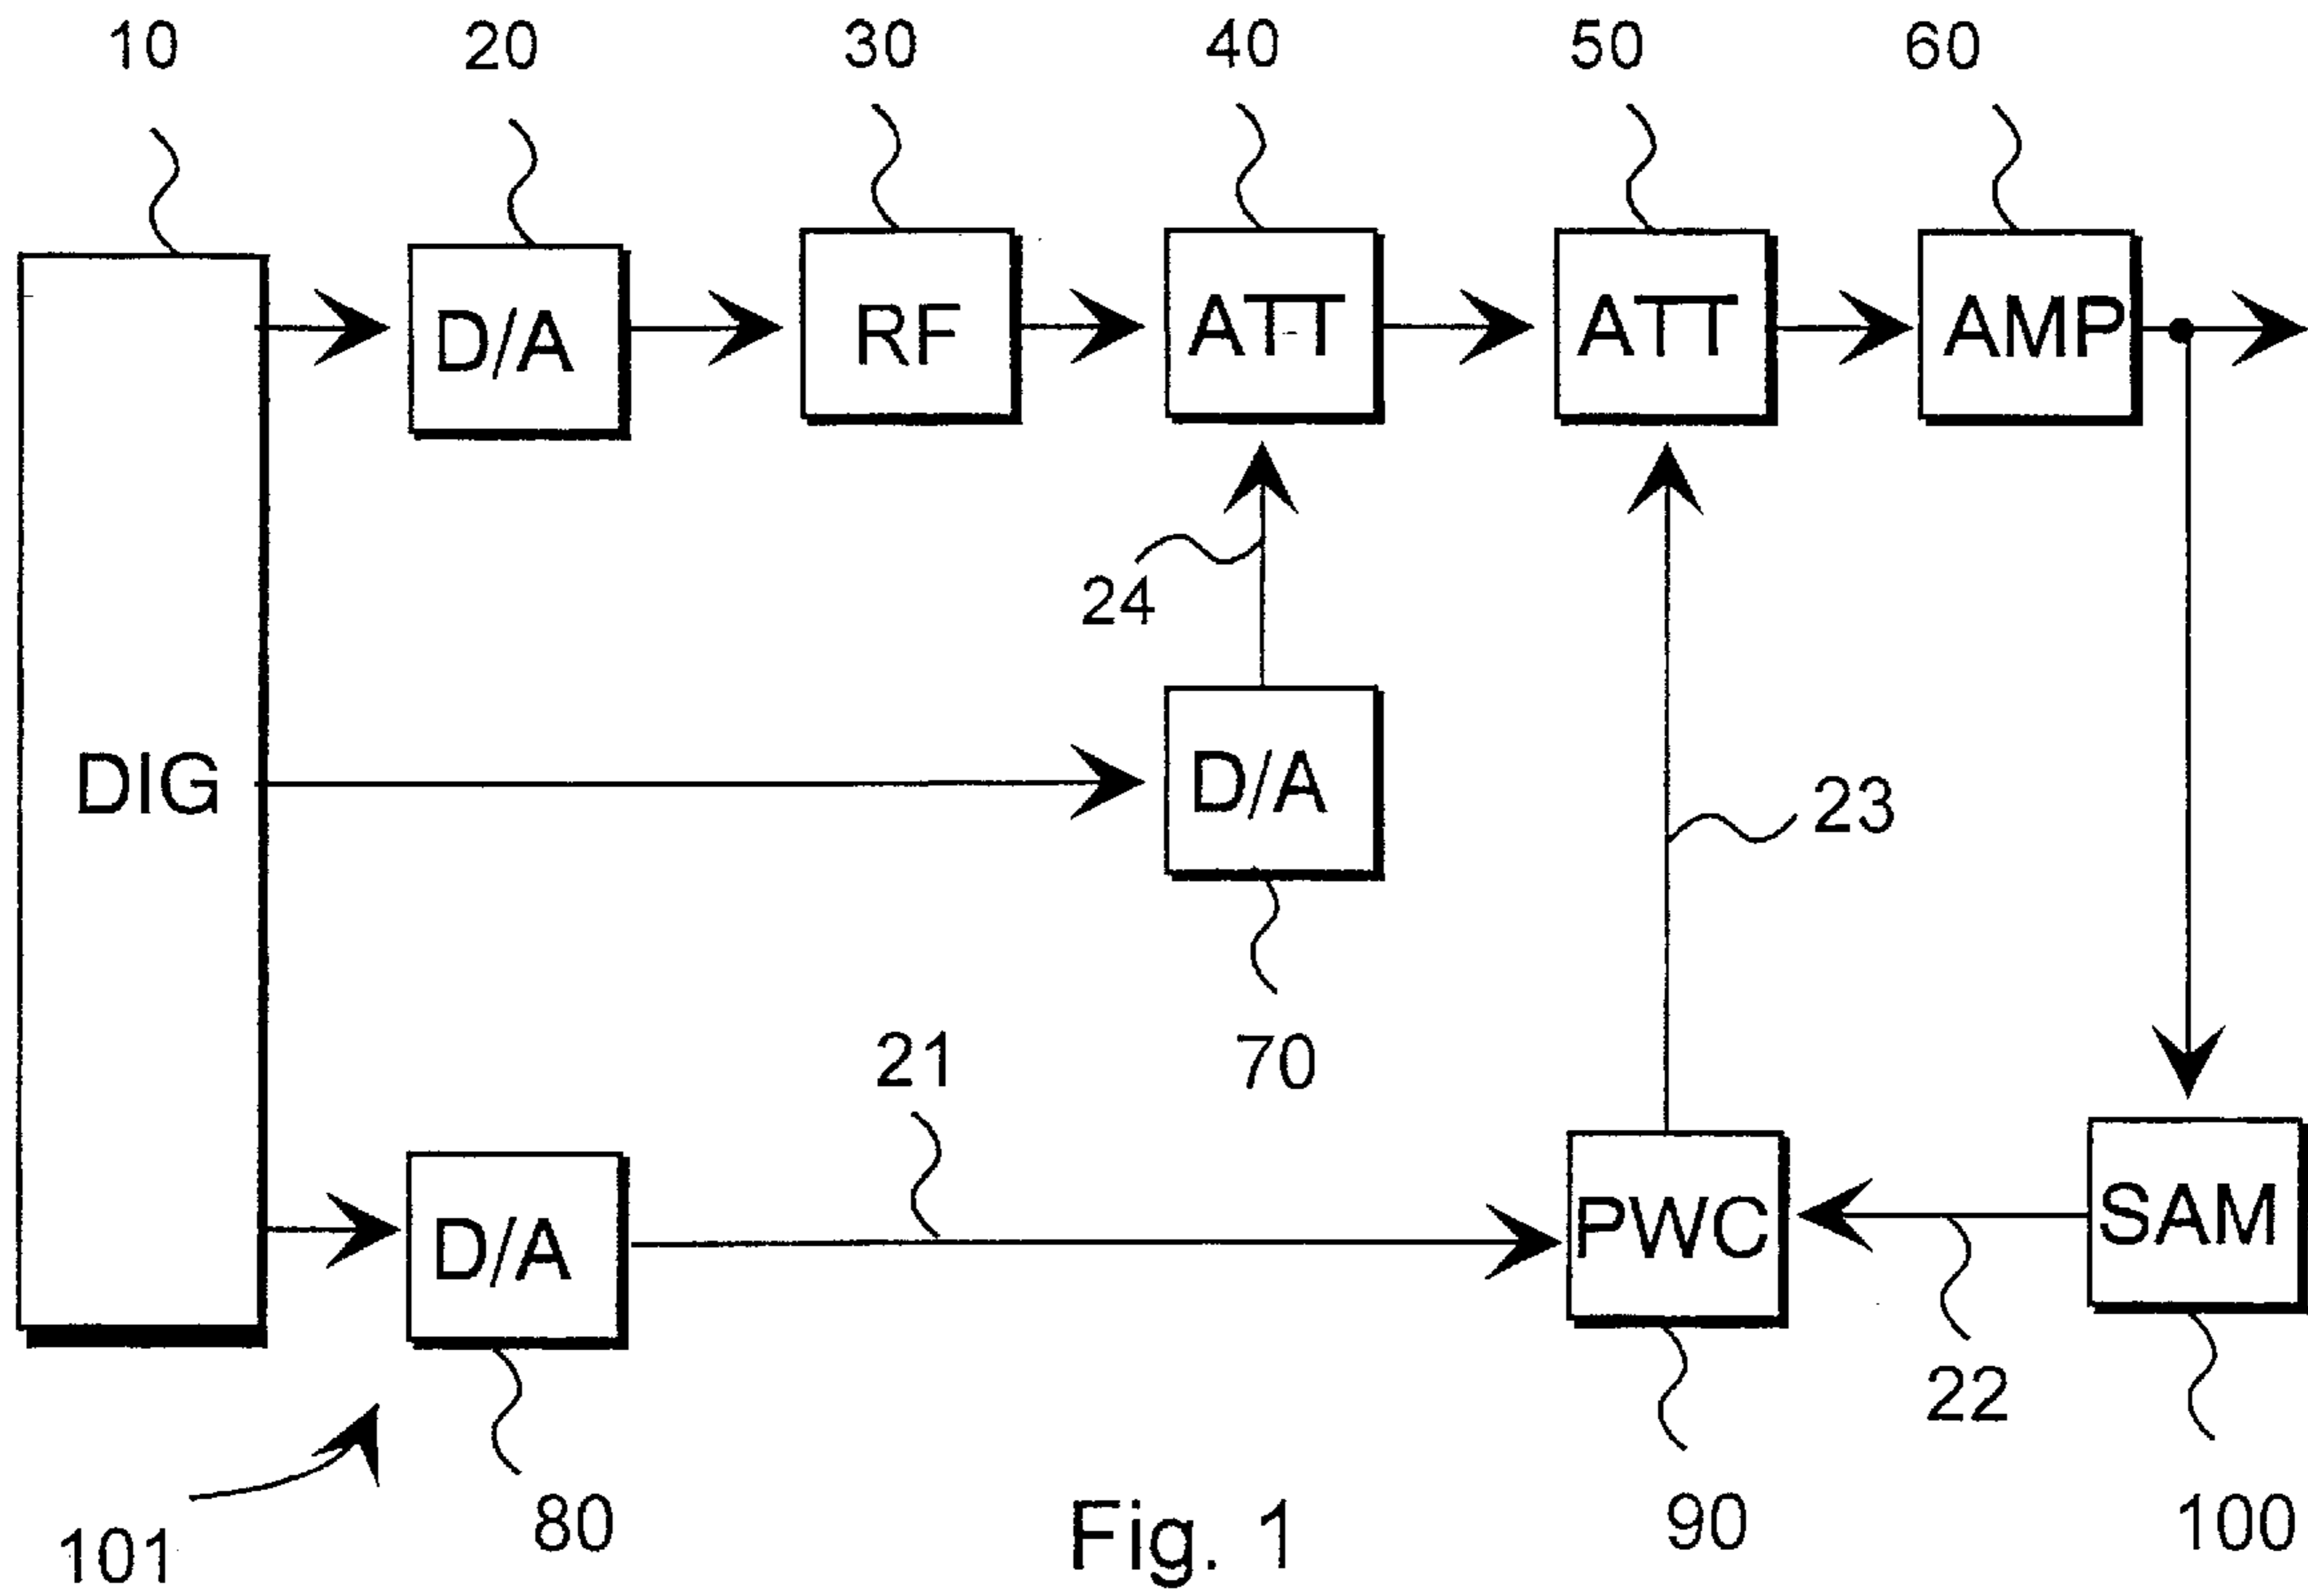 10 20 30 40 50 60
D/A RF ATT ATT AMP
24
DIG D/A 23
21 70
D/A PWC SAM
22
101 80 Fig. 1 90 100